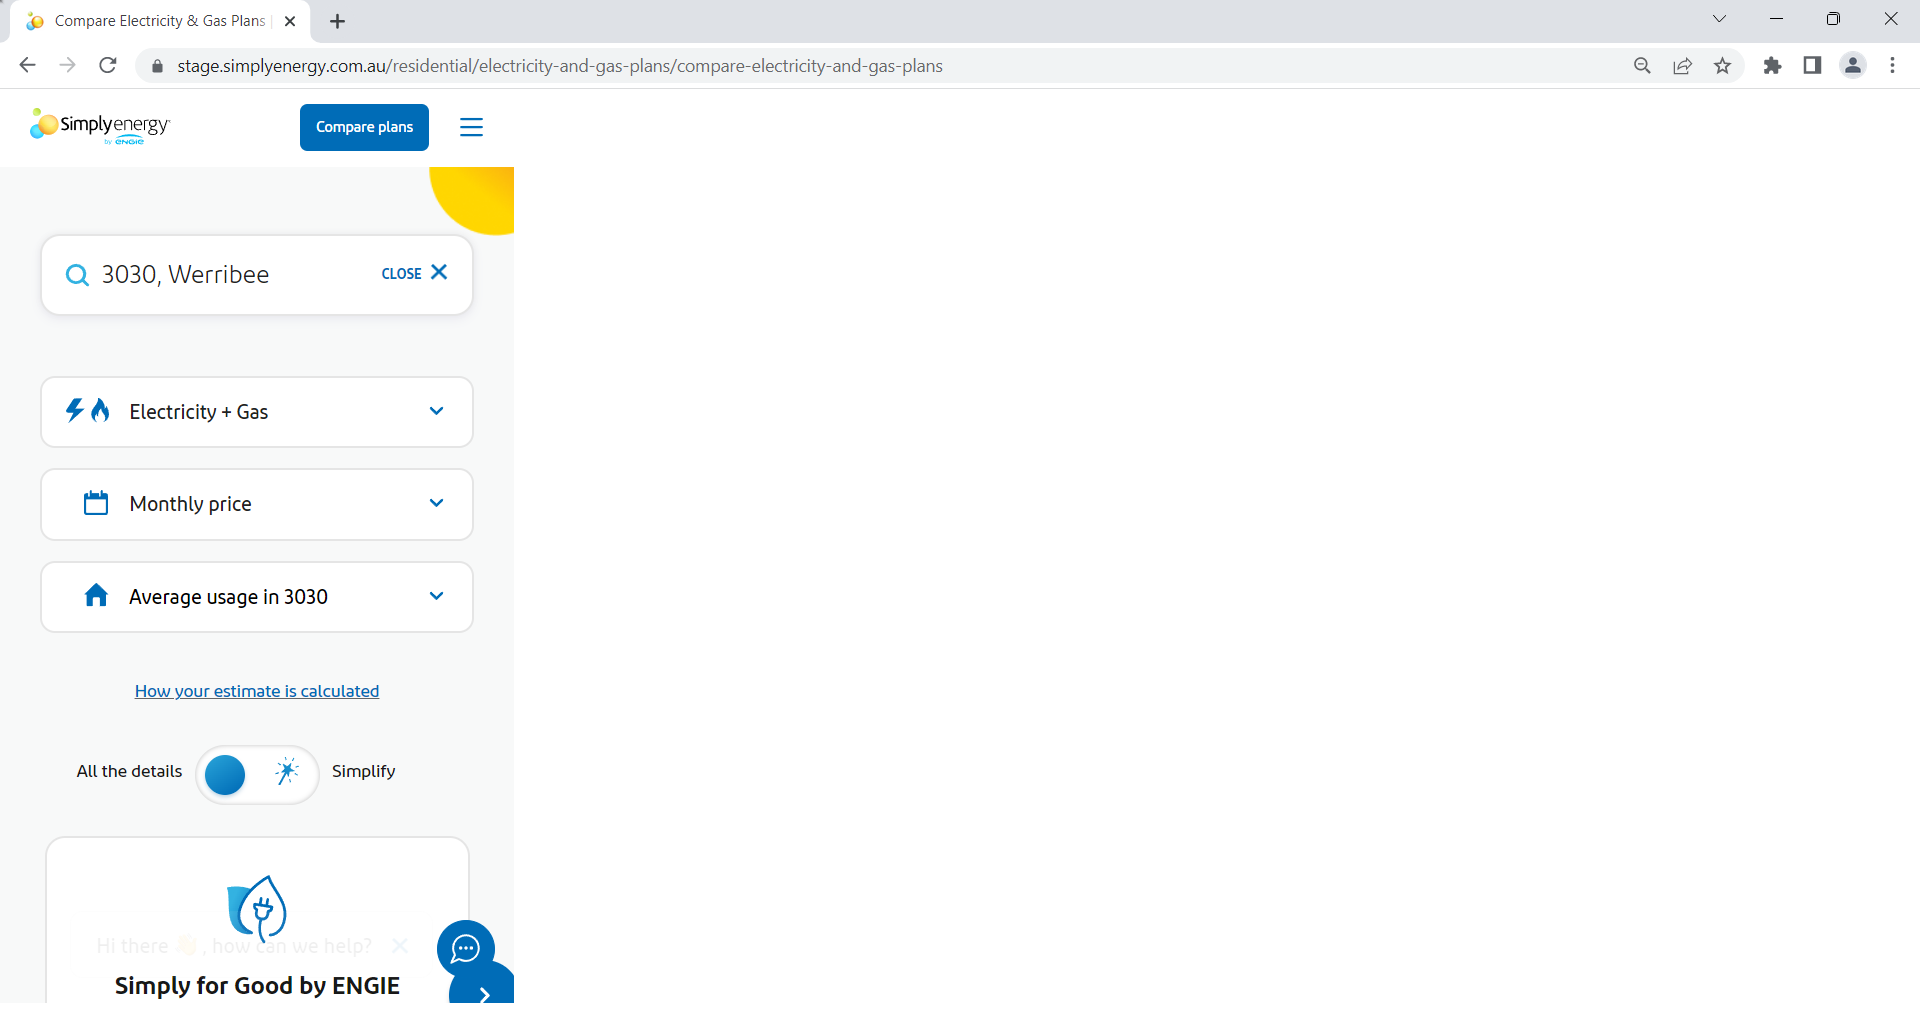 Compare Electricity & Gas Plans
stage.simplyenergy.com.au/residential/electricity-and-gas-plans/compare-electricity-and-gas-plans
Simplyenergy
by ENGIE
Compare plans
3030, Werribee
CLOSE
Electricity + Gas
Monthly price
Average usage in 3030
How your estimate is calculated
All the details
Simplify
Hi there 👋, how can we help?
Simply for Good by ENGIE